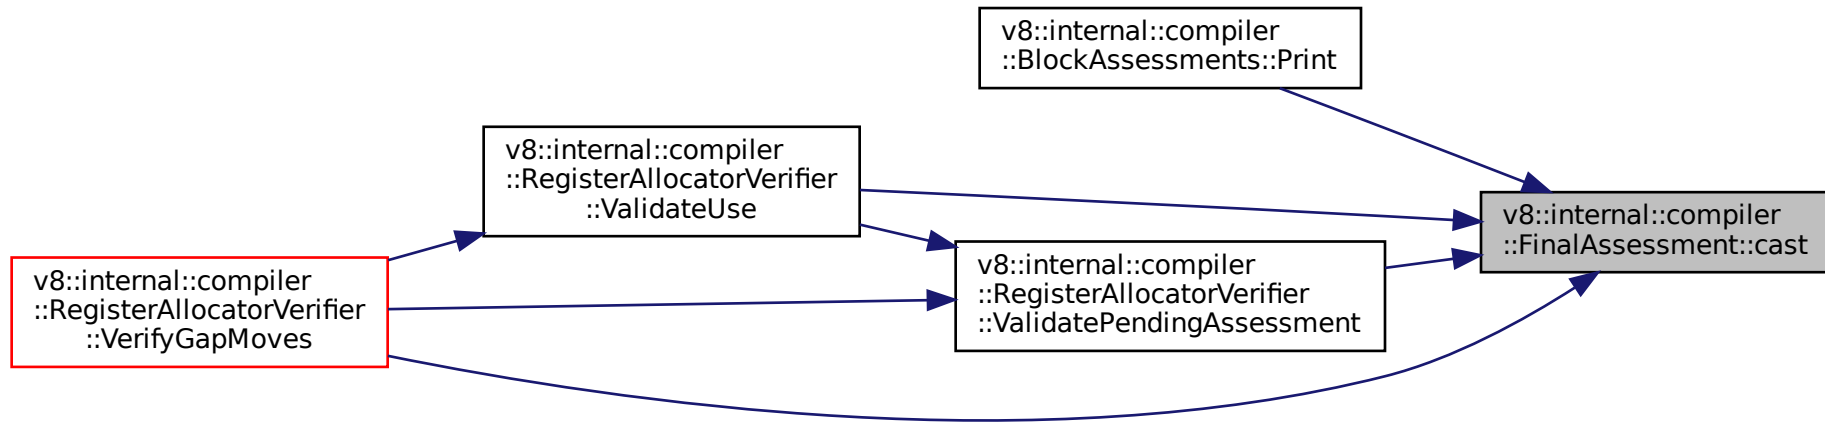 v8::internal::compiler
::BlockAssessments::Print
v8::internal::compiler
::RegisterAllocatorVerifier
::ValidateUse
v8::internal::compiler
::FinalAssessment::cast
v8::internal::compiler
::RegisterAllocatorVerifier
::ValidatePendingAssessment
v8::internal::compiler
::RegisterAllocatorVerifier
::VerifyGapMoves